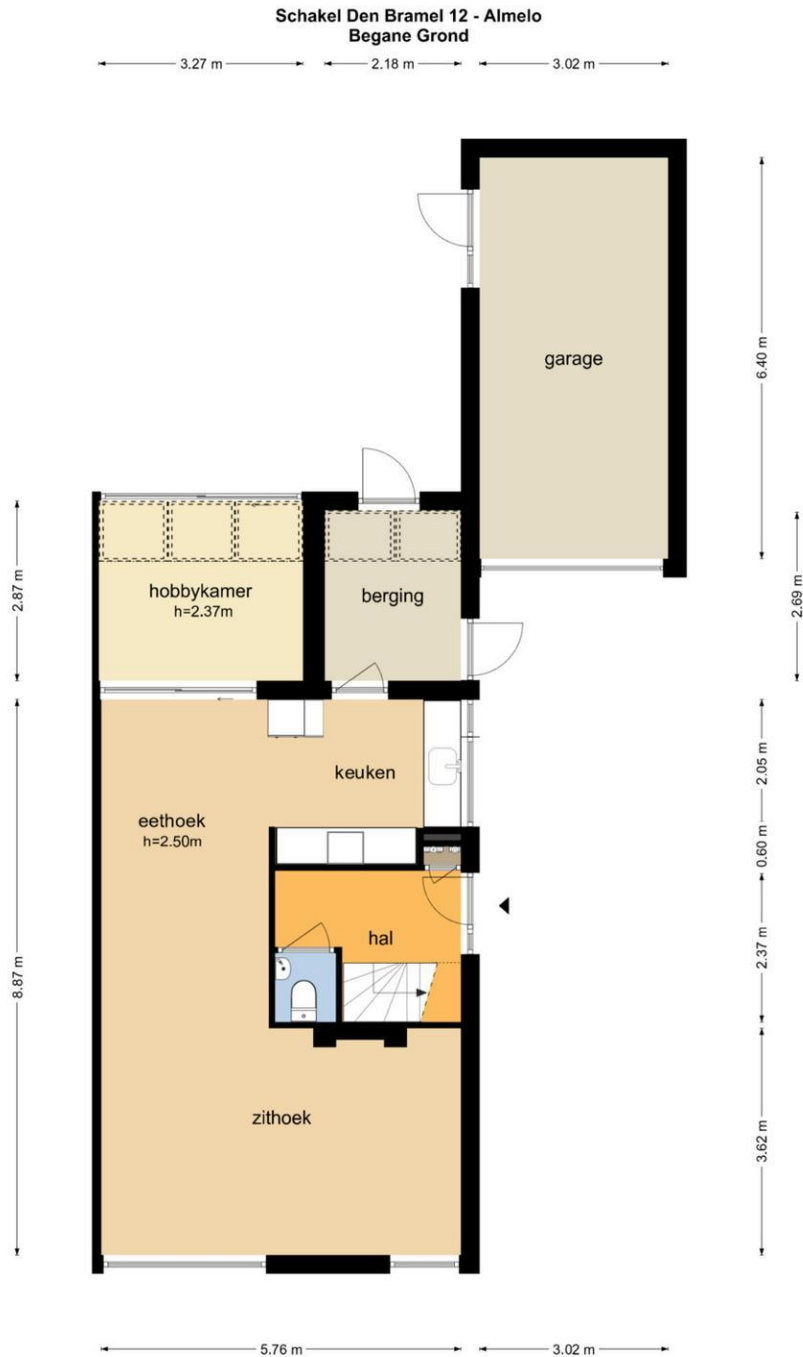 Schakel Den Bramel 12 - Almelo
Begane Grond
3.27 m
2.18 m
3.02 m
garage
6.40 m
hobbykamer
h=2.37m
berging
2.87 m
2.69 m
keuken
eethoek
h=2.50m
2.05 m
0.60 m
hal
2.37 m
8.87 m
zithoek
3.62 m
5.76 m
3.02 m